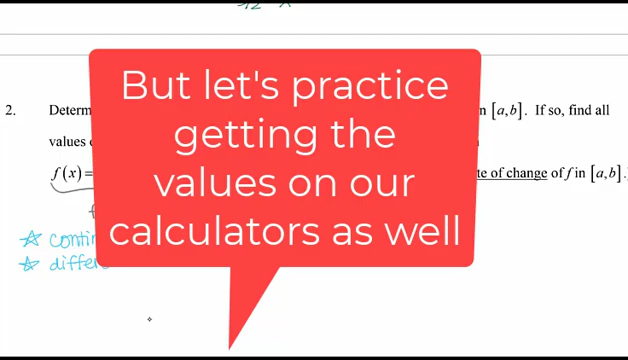 But let's practice
getting the
values on our
calculators as well
2. Determ n [a,b]. If so, find all
values
f(x)= te of change of f in [a,b].
☆ contin
☆ differ